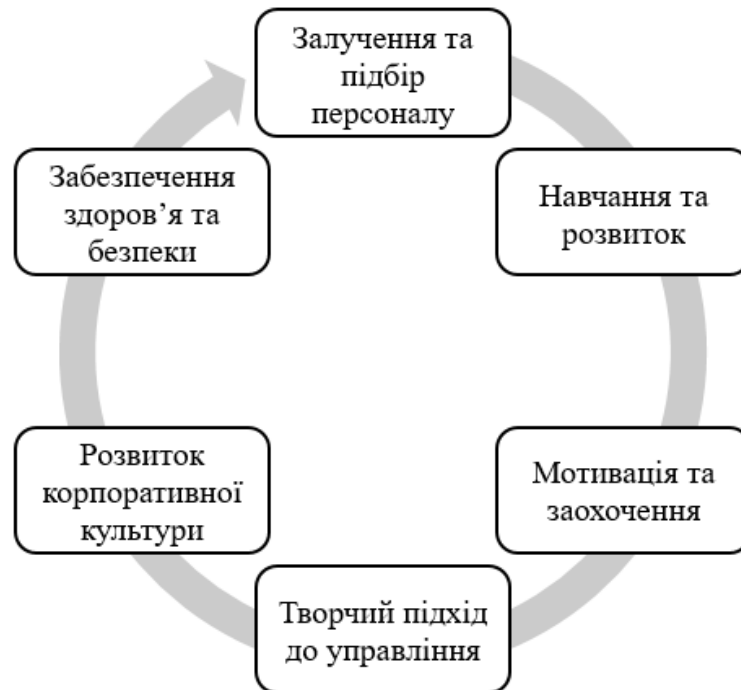 Залучення та
підбір
персоналу
Навчання та
розвиток
Мотивація та
заохочення
Творчий підхід
до управління
Розвиток
корпоративної
культури
Забезпечення
здоров’я та
безпеки